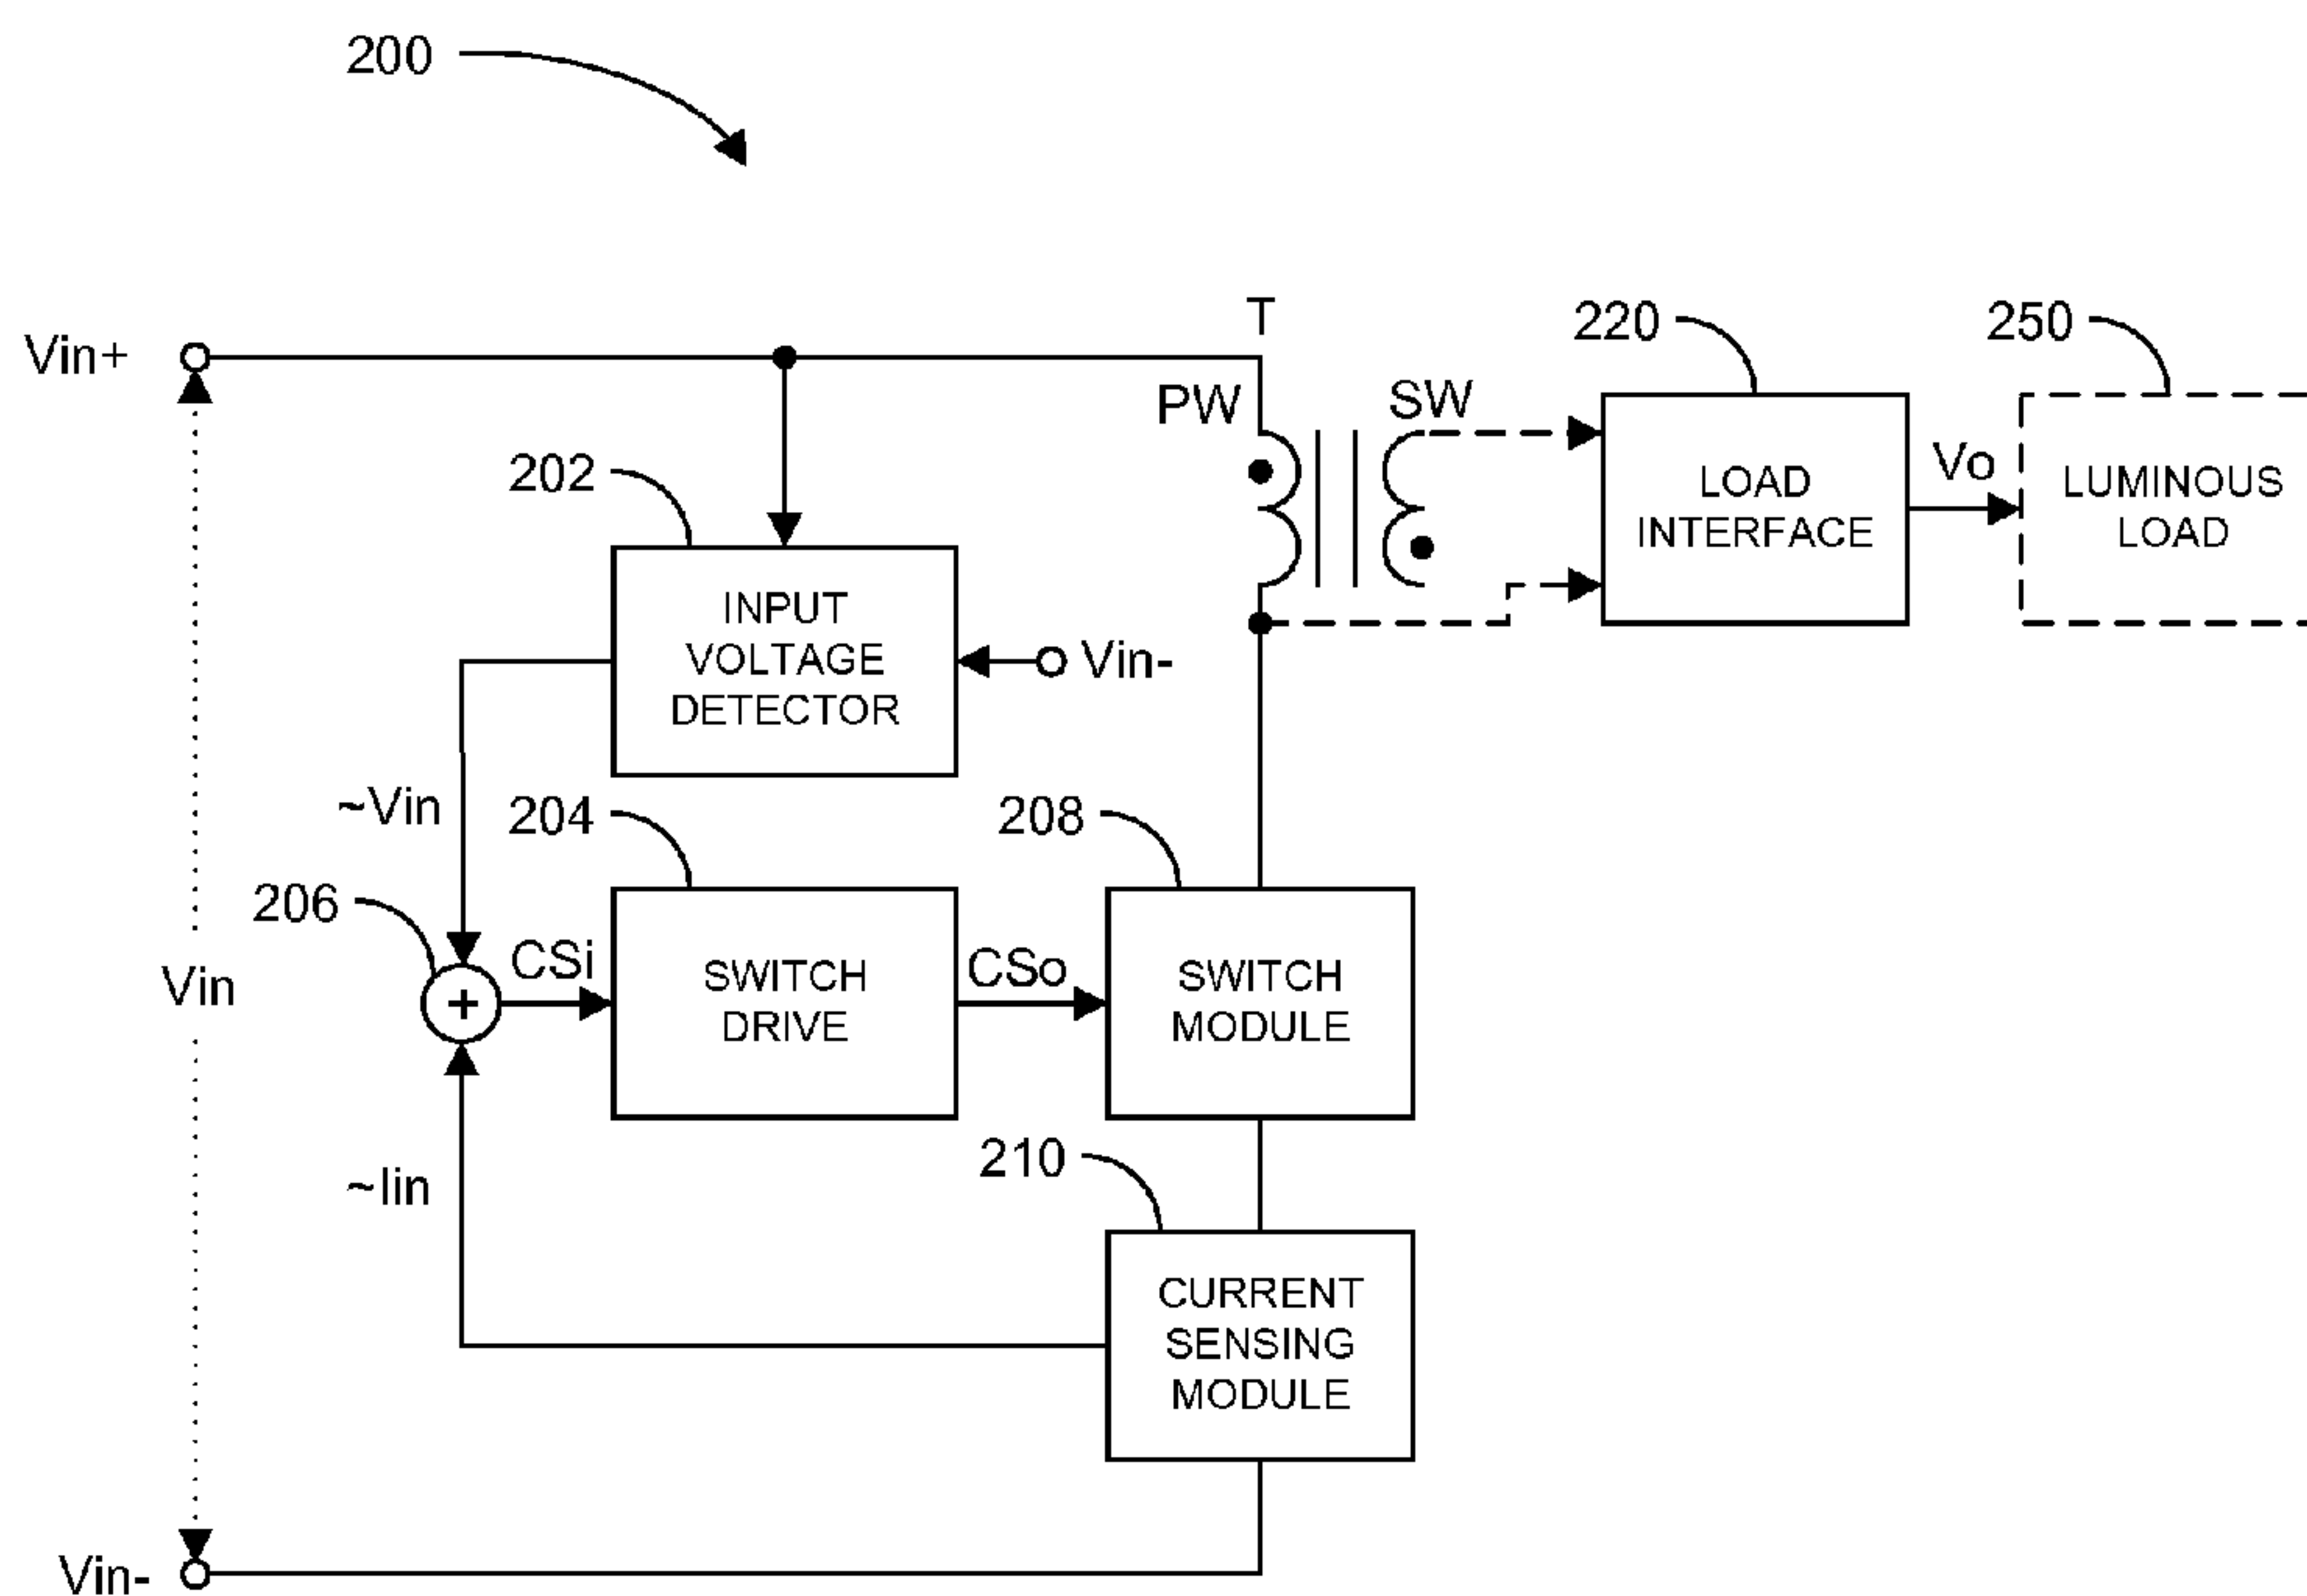 200
T
Vin+
PW
SW
220
250
LOAD
INTERFACE
Vo
LUMINOUS
LOAD
202
INPUT
VOLTAGE
DETECTOR
Vin-
~Vin
204
208
206
CSi
SWITCH
DRIVE
CSo
SWITCH
MODULE
Vin
+
~Iin
210
CURRENT
SENSING
MODULE
Vin-